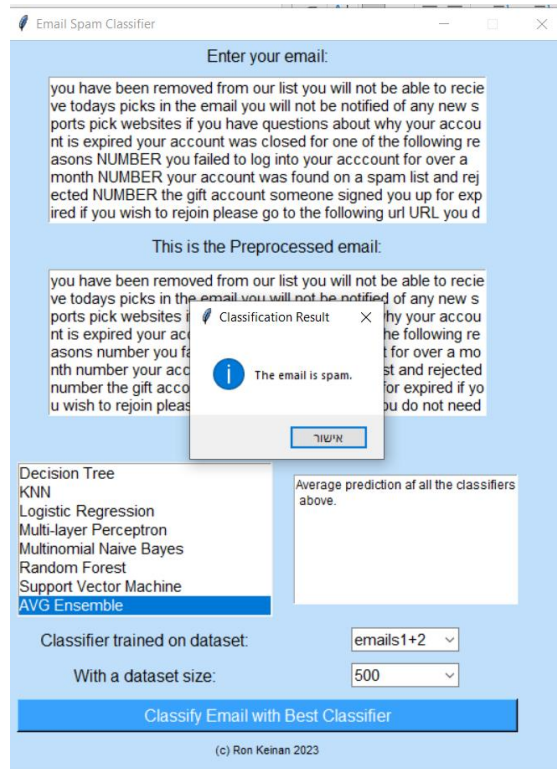 Email Spam Classifier
Enter your email:
you have been removed from our list you will not be able to recie
ve todays picks in the email you will not be notified of any new s
ports pick websites if you have questions about why your accou
nt is expired your account was closed for one of the following re
asons NUMBER you failed to log into your acccount for over a
month NUMBER your account was found on a spam list and rej
ected NUMBER the gift account someone signed you up for exp
ired if you wish to rejoin please go to the following url URL you d
This is the Preprocessed email:
you have been removed from our list you will not be able to recie
ve todays picks in the email you will not be notified of any new s
ports pick websites i hy your accou
nt is expired your acc he following re
asons number you fa t for over a mo
nth number your acc st and rejected
number the gift acco for expired if yo
u wish to rejoin pleas ou do not need
Classification Result
The email is spam.
אישור
Decision Tree
KNN
Logistic Regression
Multi-layer Perceptron
Multinomial Naive Bayes
Random Forest
Support Vector Machine
AVG Ensemble
Average prediction af all the classifiers
above.
Classifier trained on dataset: emails1+2
With a dataset size: 500
Classify Email with Best Classifier
(c) Ron Keinan 2023